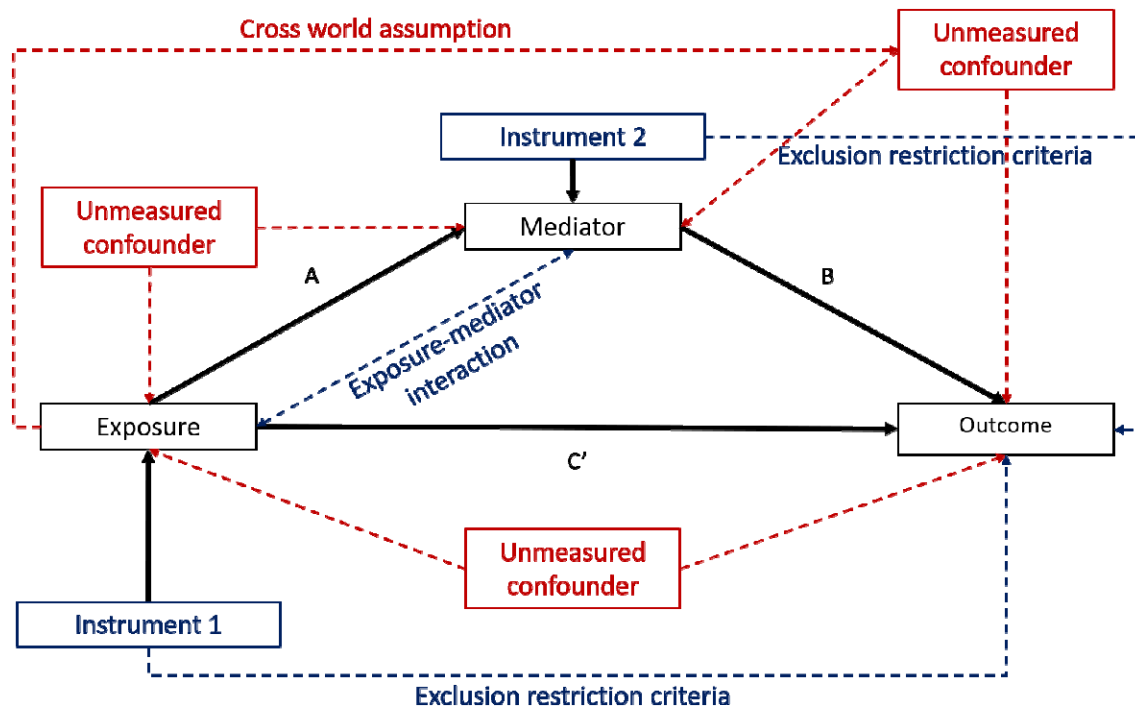 Cross world assumption
Unmeasured
confounder
Instrument 2
Exclusion restriction criteria
Unmeasured
confounder
Mediator
A
B
Exposure-mediator
interaction
Exposure
Outcome
C’
Unmeasured
confounder
Instrument 1
Exclusion restriction criteria